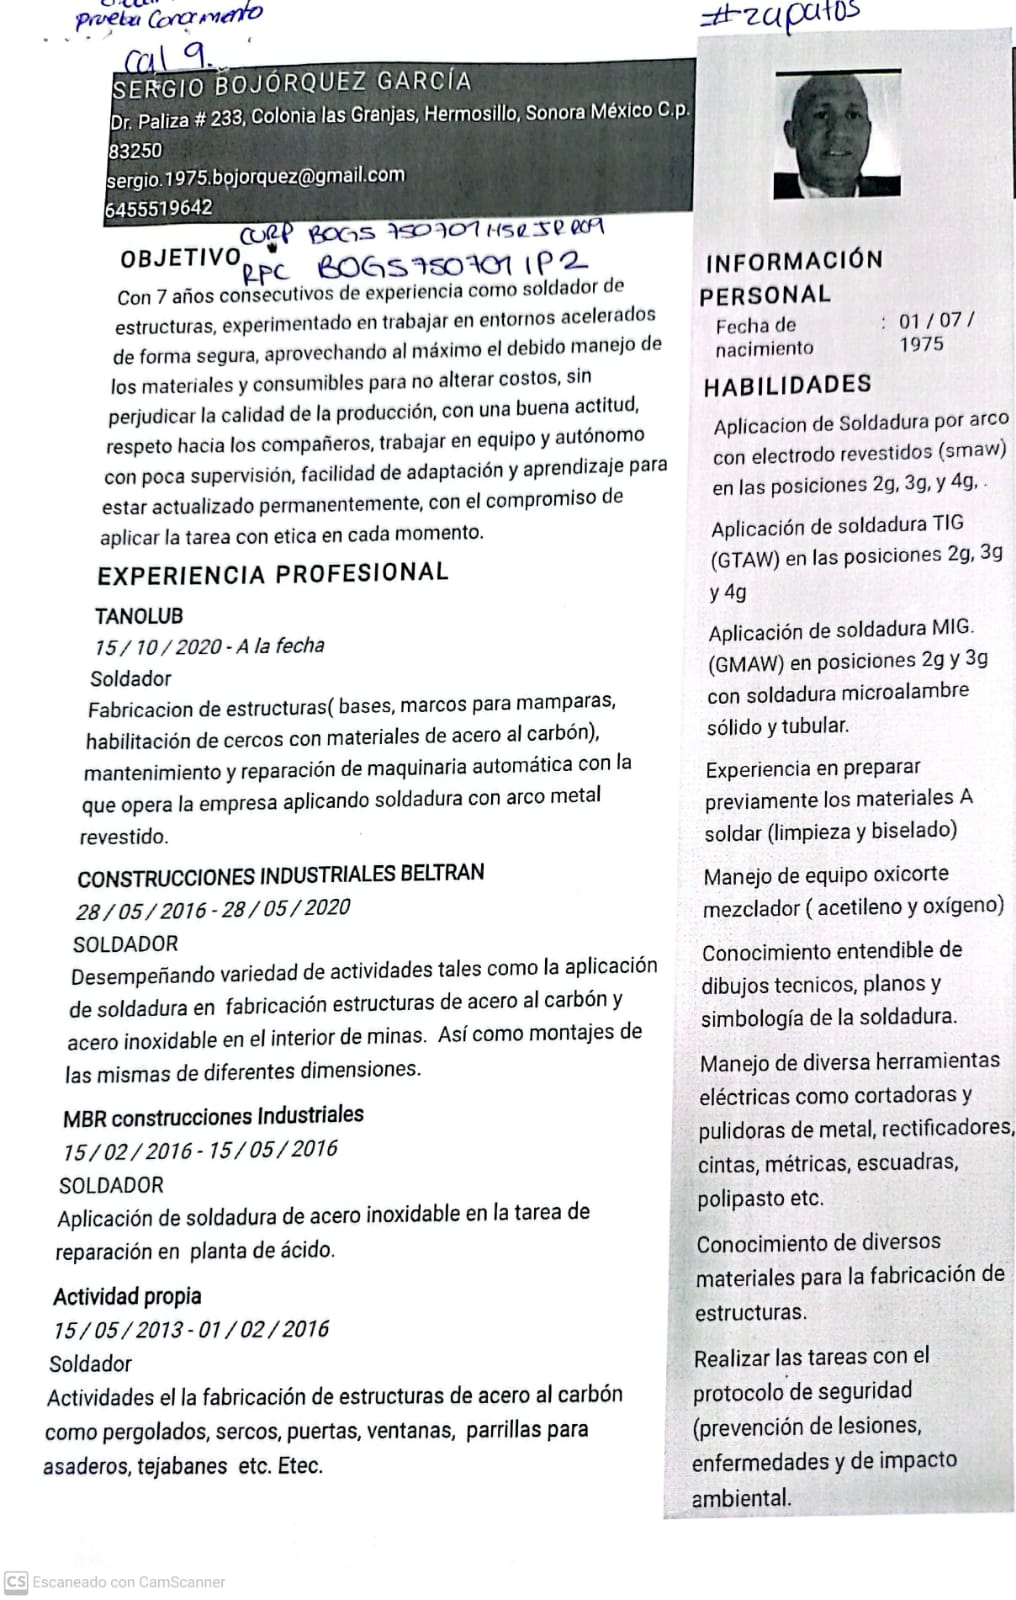 Prueba Conocimento
#zapatos
Cal 9.
SERGIO BOJÓRQUEZ GARCÍA
Dr. Paliza # 233, Colonia las Granjas, Hermosillo, Sonora México C.p.
83250
sergio.1975.bojorquez@gmail.com
6455519642
CURP BOGS 750701HSRJRR09
OBJETIVO
RPC BOGS750701 IP2
Con 7 años consecutivos de experiencia como soldador de
estructuras, experimentado en trabajar en entornos acelerados
de forma segura, aprovechando al máximo el debido manejo de
los materiales y consumibles para no alterar costos, sin
perjudicar la calidad de la producción, con una buena actitud,
respeto hacia los compañeros, trabajar en equipo y autónomo
con poca supervisión, facilidad de adaptación y aprendizaje para
estar actualizado permanentemente, con el compromiso de
aplicar la tarea con etica en cada momento.
EXPERIENCIA PROFESIONAL
TANOLUB
15 / 10 / 2020 - A la fecha
Soldador
Fabricacion de estructuras( bases, marcos para mamparas,
habilitación de cercos con materiales de acero al carbón),
mantenimiento y reparación de maquinaria automática con la
que opera la empresa aplicando soldadura con arco metal
revestido.
CONSTRUCCIONES INDUSTRIALES BELTRAN
28 / 05 / 2016 - 28 / 05 / 2020
SOLDADOR
Desempeñando variedad de actividades tales como la aplicación
de soldadura en fabricación estructuras de acero al carbón y
acero inoxidable en el interior de minas. Así como montajes de
las mismas de diferentes dimensiones.
MBR construcciones Industriales
15 / 02 / 2016 - 15 / 05 / 2016
SOLDADOR
Aplicación de soldadura de acero inoxidable en la tarea de
reparación en planta de ácido.
Actividad propia
15 / 05 / 2013 - 01 / 02 / 2016
Soldador
Actividades el la fabricación de estructuras de acero al carbón
como pergolados, sercos, puertas, ventanas, parrillas para
asaderos, tejabanes etc. Etec.
INFORMACIÓN
PERSONAL
Fecha de : 01 / 07 /
nacimiento 1975
HABILIDADES
Aplicacion de Soldadura por arco
con electrodo revestidos (smaw)
en las posiciones 2g, 3g, y 4g, .
Aplicación de soldadura TIG
(GTAW) en las posiciones 2g, 3g
y 4g
Aplicación de soldadura MIG.
(GMAW) en posiciones 2g y 3g
con soldadura microalambre
sólido y tubular.
Experiencia en preparar
previamente los materiales A
soldar (limpieza y biselado)
Manejo de equipo oxicorte
mezclador ( acetileno y oxígeno)
Conocimiento entendible de
dibujos tecnicos, planos y
simbología de la soldadura.
Manejo de diversa herramientas
eléctricas como cortadoras y
pulidoras de metal, rectificadores,
cintas, métricas, escuadras,
polipasto etc.
Conocimiento de diversos
materiales para la fabricación de
estructuras.
Realizar las tareas con el
protocolo de seguridad
(prevención de lesiones,
enfermedades y de impacto
ambiental.
CS Escaneado con CamScanner